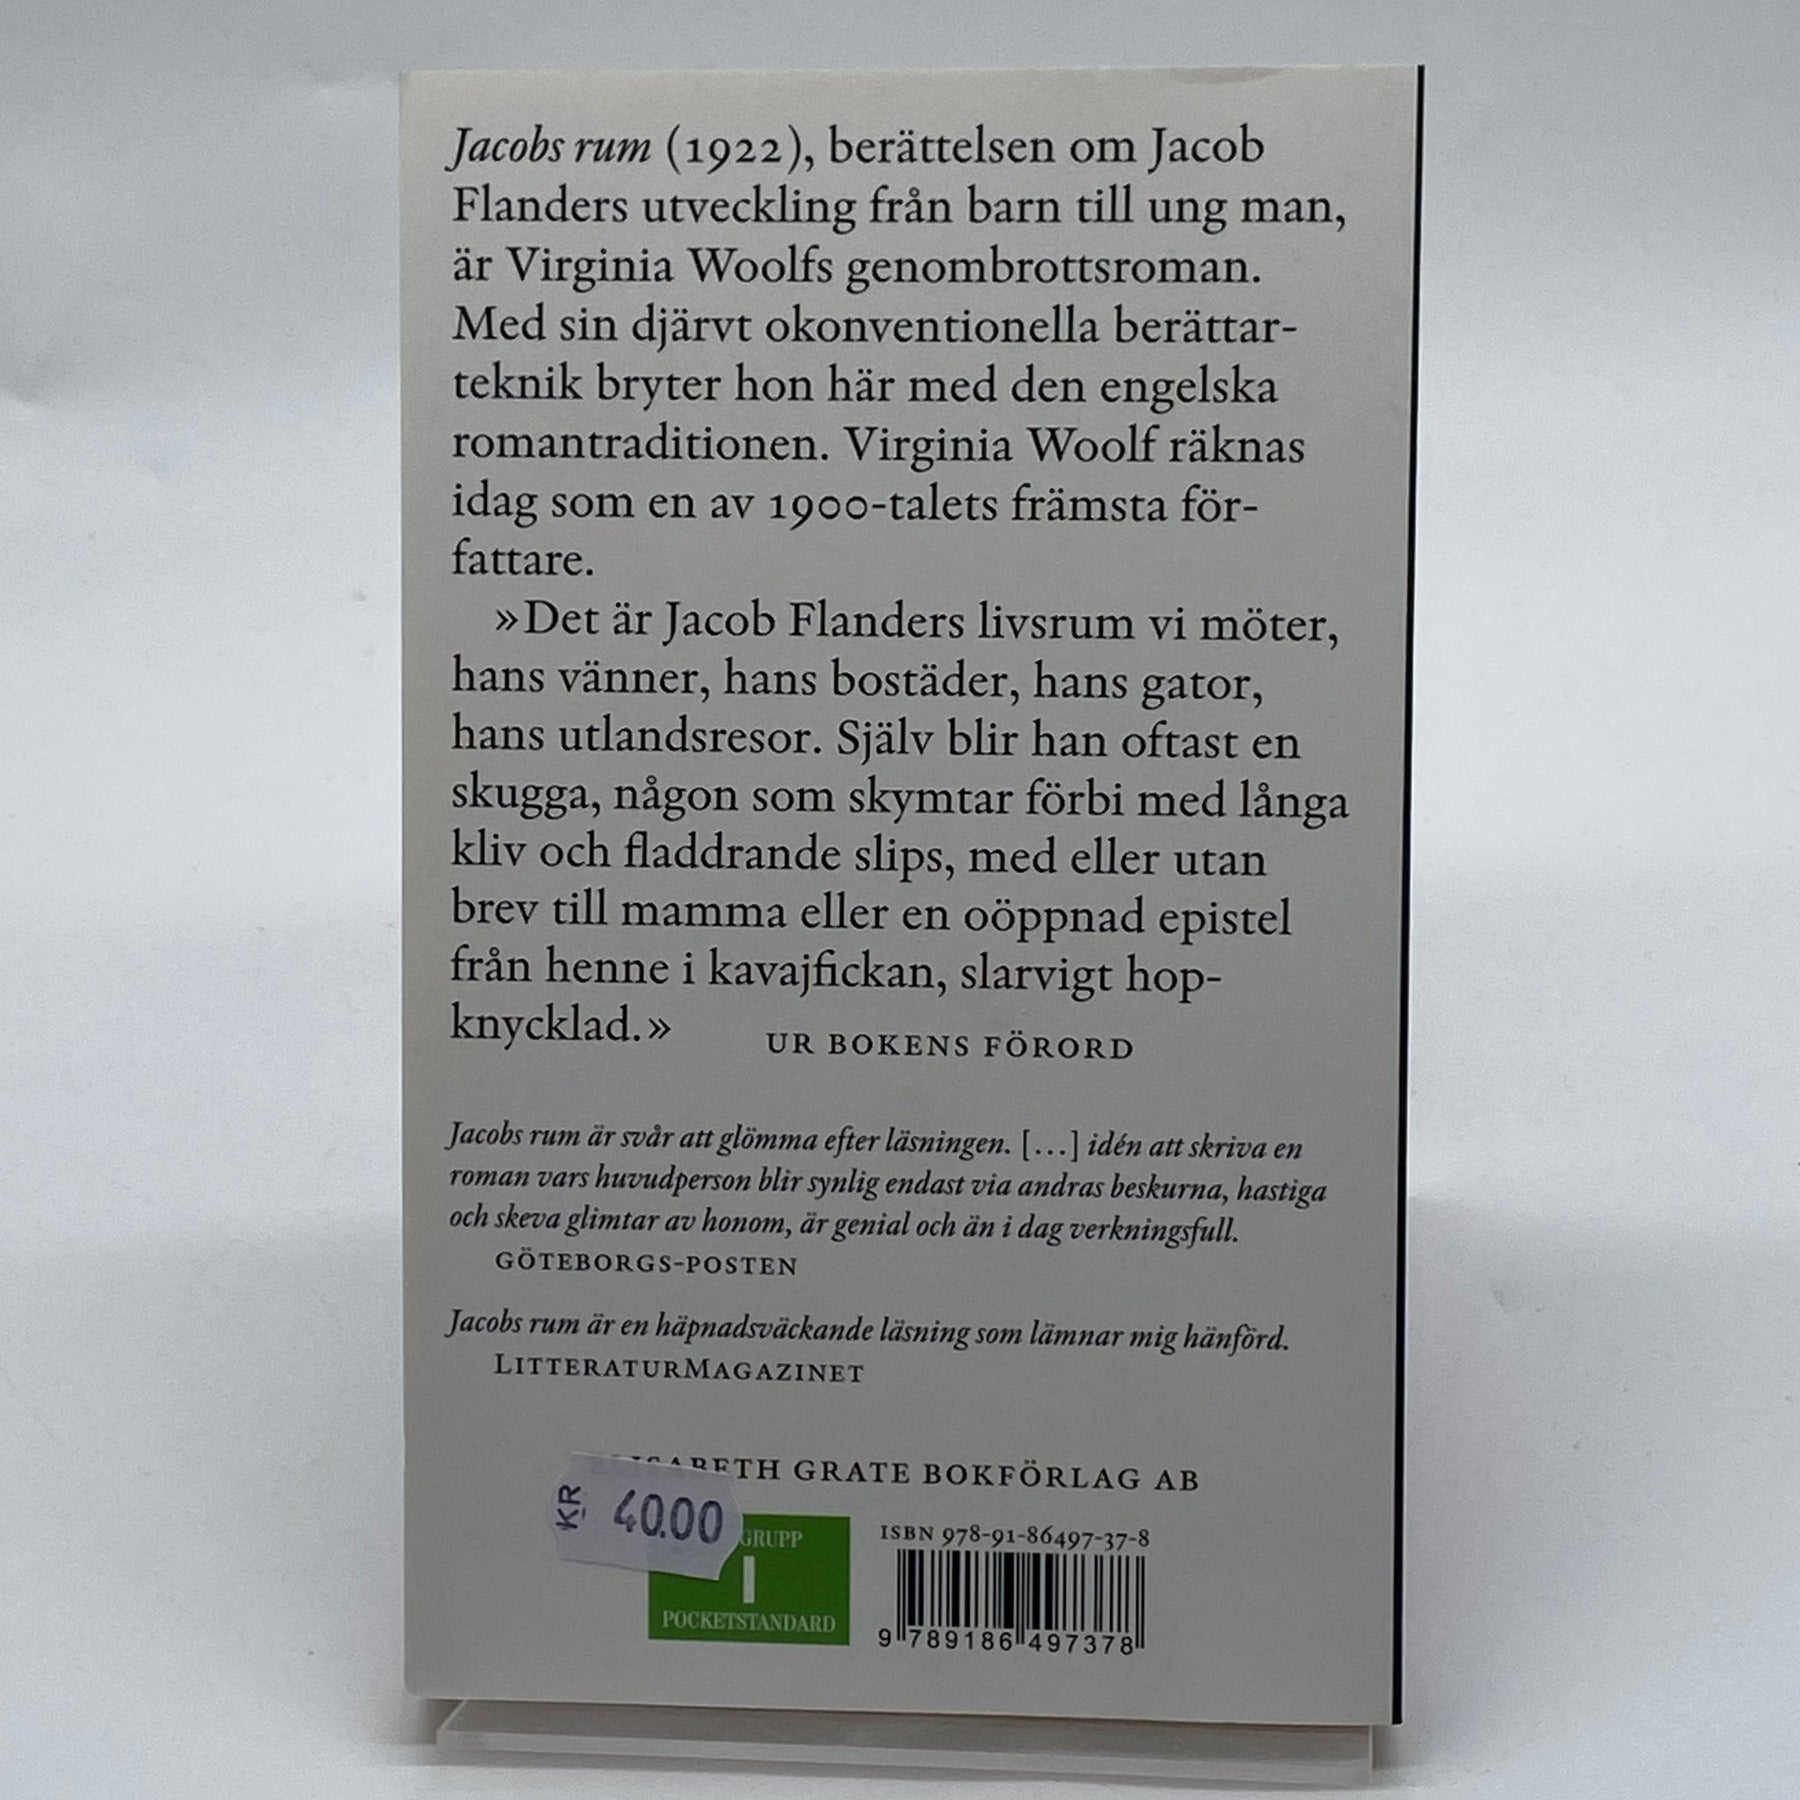 Jacobs rum (1922), berättelsen om Jacob
Flanders utveckling från barn till ung man,
är Virginia Woolfs genombrottsroman.
Med sin djärvt okonventionella berättar-
teknik bryter hon här med den engelska
romantraditionen. Virginia Woolf räknas
idag som en av 1900-talets främsta för-
fattare.
»Det är Jacob Flanders livsrum vi möter,
hans vänner, hans bostäder, hans gator,
hans utlandsresor. Själv blir han oftast en
skugga, någon som skymtar förbi med långa
kliv och fladdrande slips, med eller utan
brev till mamma eller en oöppnad epistel
från henne i kavajfickan, slarvigt hop-
knycklad.» UR BOKENS FÖRORD
Jacobs rum är svår att glömma efter läsningen. [...] idén att skriva en
roman vars huvudperson blir synlig endast via andras beskurna, hastiga
och skeva glimtar av honom, är genial och än i dag verkningsfull.
GÖTEBORGS-POSTEN
Jacobs rum är en häpnadsväckande läsning som lämnar mig hänförd.
LITTERATURMAGAZINET
GRATE BOKFÖRLAG AB
KR 40.00
GRUPP
I
POCKETSTANDARD
ISBN 978-91-86497-37-8
9 789186 497378